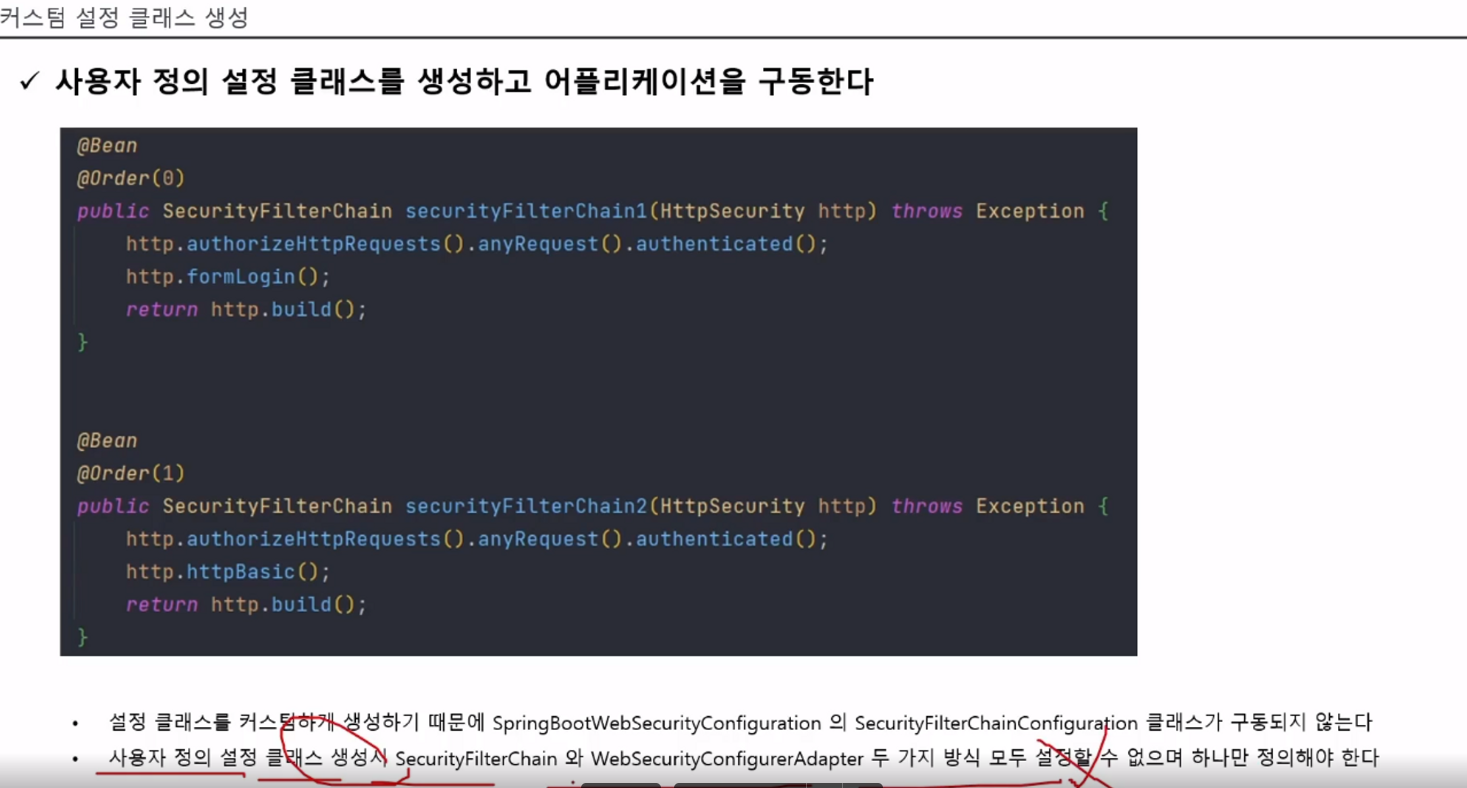 커스텀 설정 클래스 생성
✓ 사용자 정의 설정 클래스를 생성하고 어플리케이션을 구동한다
@Bean
@Order(0)
public SecurityFilterChain securityFilterChain1(HttpSecurity http) throws Exception {
http.authorizeHttpRequests().anyRequest().authenticated();
http.formLogin();
return http.build();
}
@Bean
@Order(1)
public SecurityFilterChain securityFilterChain2(HttpSecurity http) throws Exception {
http.authorizeHttpRequests().anyRequest().authenticated();
http.httpBasic();
return http.build();
}
• 설정 클래스를 커스텀하게 생성하기 때문에 SpringBootWebSecurityConfiguration 의 SecurityFilterChainConfiguration 클래스가 구동되지 않는다
• 사용자 정의 설정 클래스 생성시 SecurityFilterChain 와 WebSecurityConfigurerAdapter 두 가지 방식 모두 설정할 수 없으며 하나만 정의해야 한다